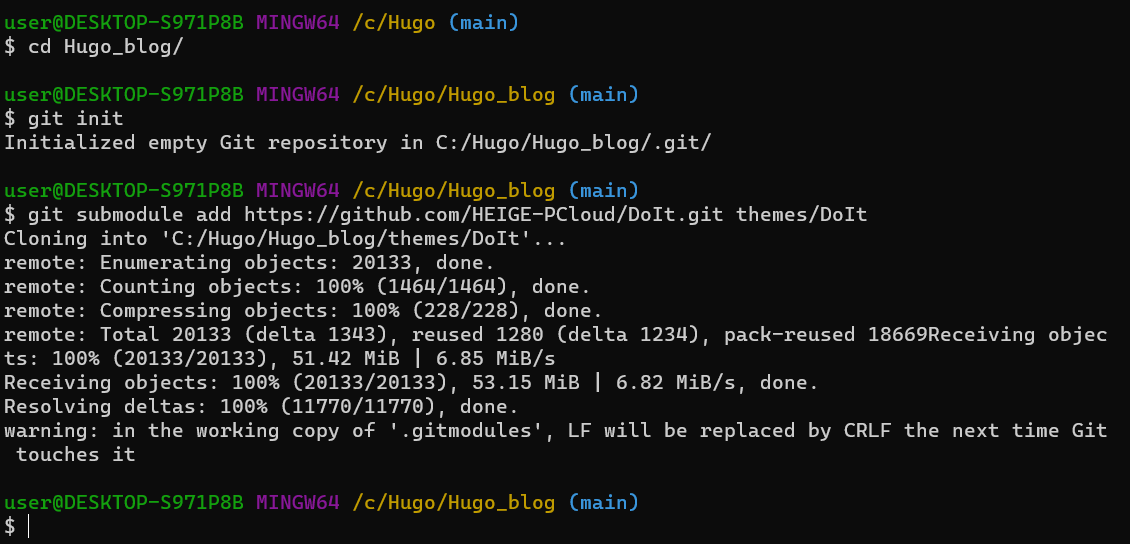 user@DESKTOP-S971P8B MINGW64 /c/Hugo (main)
$ cd Hugo_blog/
user@DESKTOP-S971P8B MINGW64 /c/Hugo/Hugo_blog (main)
$ git init
Initialized empty Git repository in C:/Hugo/Hugo_blog/.git/
user@DESKTOP-S971P8B MINGW64 /c/Hugo/Hugo_blog (main)
$ git submodule add https://github.com/HEIGE-PCloud/DoIt.git themes/DoIt
Cloning into 'C:/Hugo/Hugo_blog/themes/DoIt'...
remote: Enumerating objects: 20133, done.
remote: Counting objects: 100% (1464/1464), done.
remote: Compressing objects: 100% (228/228), done.
remote: Total 20133 (delta 1343), reused 1280 (delta 1234), pack-reused 18669Receiving objec
ts: 100% (20133/20133), 51.42 MiB | 6.85 MiB/s
Receiving objects: 100% (20133/20133), 53.15 MiB | 6.82 MiB/s, done.
Resolving deltas: 100% (11770/11770), done.
warning: in the working copy of '.gitmodules', LF will be replaced by CRLF the next time Git
 touches it
user@DESKTOP-S971P8B MINGW64 /c/Hugo/Hugo_blog (main)
$